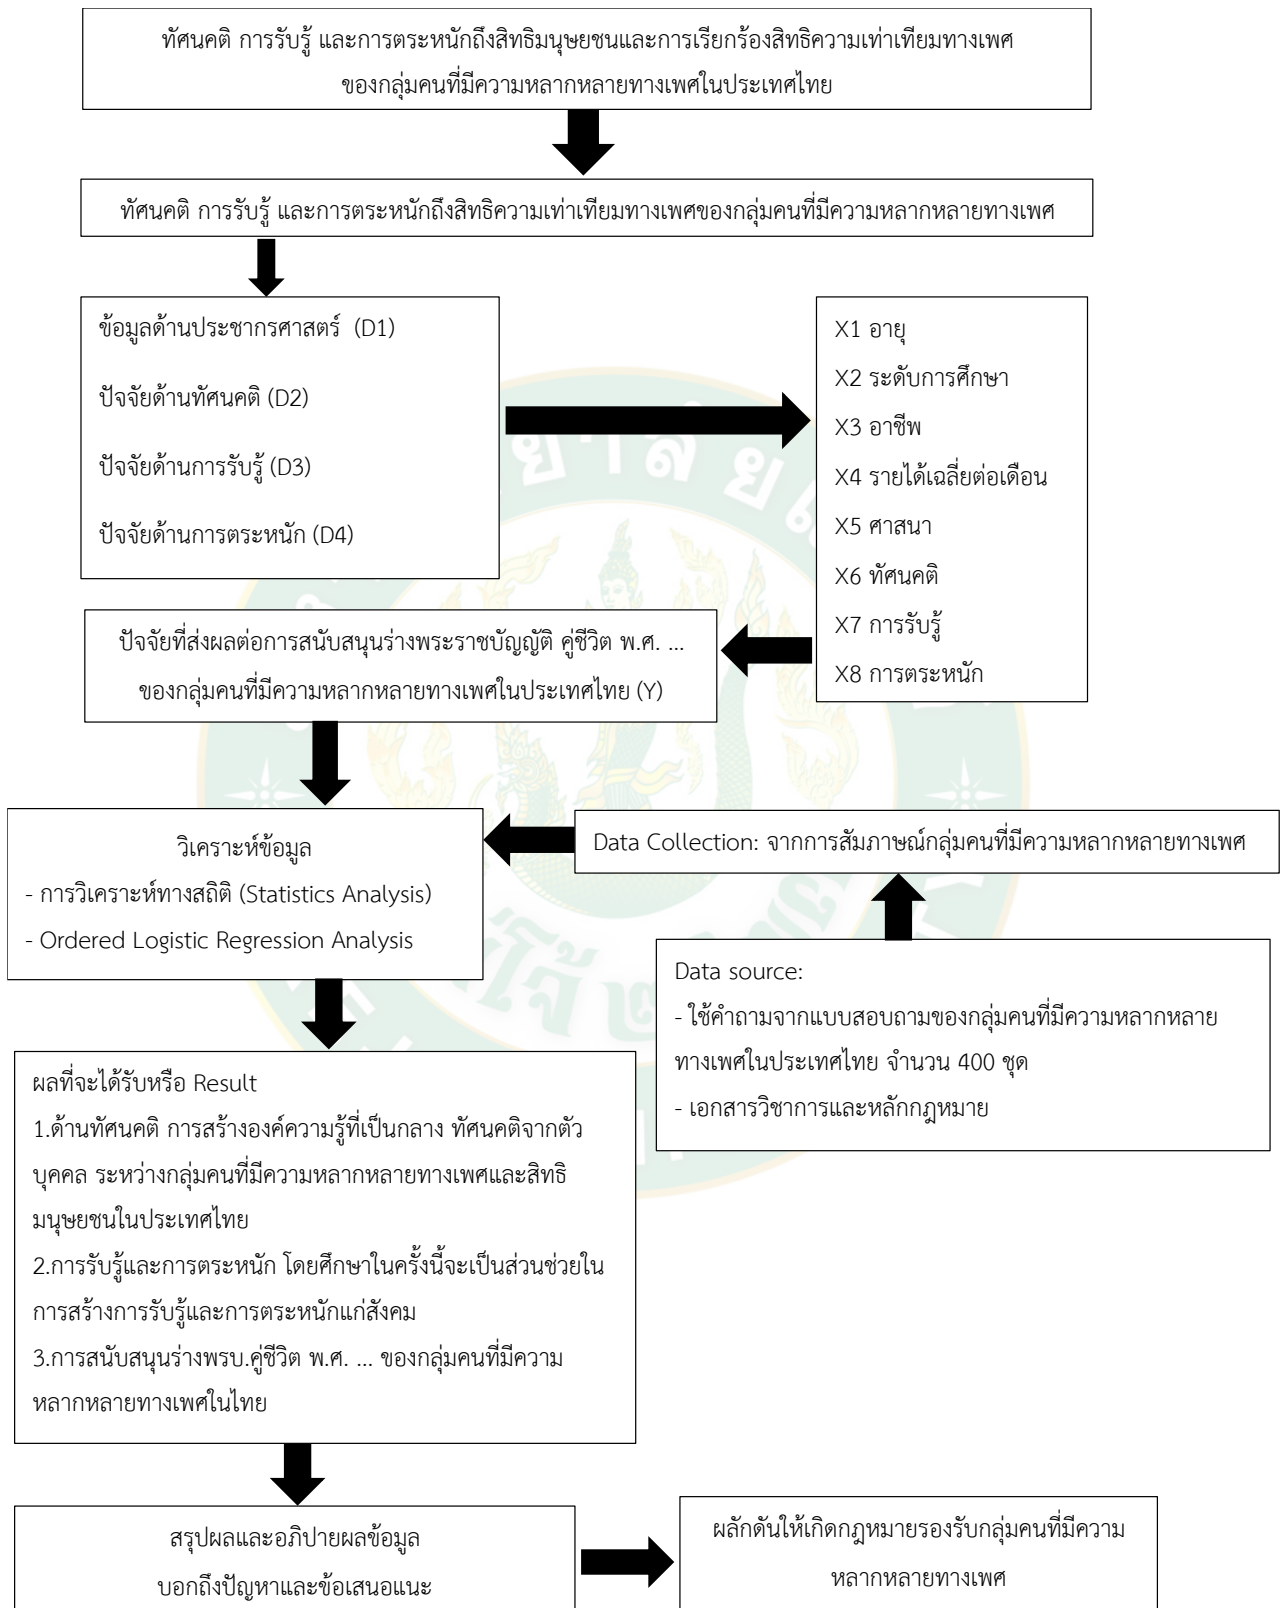 ทัศนคติ การรับรู้ และการตระหนักถึงสิทธิมนุษยชนและการเรียกร้องสิทธิความเท่าเทียมทางเพศ
ของกลุ่มคนที่มีความหลากหลายทางเพศในประเทศไทย
ทัศนคติ การรับรู้ และการตระหนักถึงสิทธิความเท่าเทียมทางเพศของกลุ่มคนที่มีความหลากหลายทางเพศ
ข้อมูลด้านประชากรศาสตร์ (D1)
ปัจจัยด้านทัศนคติ (D2)
ปัจจัยด้านการรับรู้ (D3)
ปัจจัยด้านการตระหนัก (D4)
X1 อายุ
X2 ระดับการศึกษา
X3 อาชีพ
X4 รายได้เฉลี่ยต่อเดือน
X5 ศาสนา
X6 ทัศนคติ
X7 การรับรู้
X8 การตระหนัก
ปัจจัยที่ส่งผลต่อการสนับสนุนร่างพระราชบัญญัติ คู่ชีวิต พ.ศ. ...
ของกลุ่มคนที่มีความหลากหลายทางเพศในประเทศไทย (Y)
วิเคราะห์ข้อมูล
- การวิเคราะห์ทางสถิติ (Statistics Analysis)
- Ordered Logistic Regression Analysis
Data Collection: จากการสัมภาษณ์กลุ่มคนที่มีความหลากหลายทางเพศ
Data source:
- ใช้คำถามจากแบบสอบถามของกลุ่มคนที่มีความหลากหลาย
ทางเพศในประเทศไทย จำนวน 400 ชุด
- เอกสารวิชาการและหลักกฎหมาย
ผลที่จะได้รับหรือ Result
1.ด้านทัศนคติ การสร้างองค์ความรู้ที่เป็นกลาง ทัศนคติจากตัว
บุคคล ระหว่างกลุ่มคนที่มีความหลากหลายทางเพศและสิทธิ
มนุษยชนในประเทศไทย
2.การรับรู้และการตระหนัก โดยศึกษาในครั้งนี้จะเป็นส่วนช่วยใน
การสร้างการรับรู้และการตระหนักแก่สังคม
3.การสนับสนุนร่างพรบ.คู่ชีวิต พ.ศ. ... ของกลุ่มคนที่มีความ
หลากหลายทางเพศในไทย
สรุปผลและอภิปายผลข้อมูล
บอกถึงปัญหาและข้อเสนอแนะ
ผลักดันให้เกิดกฎหมายรองรับกลุ่มคนที่มีความ
หลากหลายทางเพศ